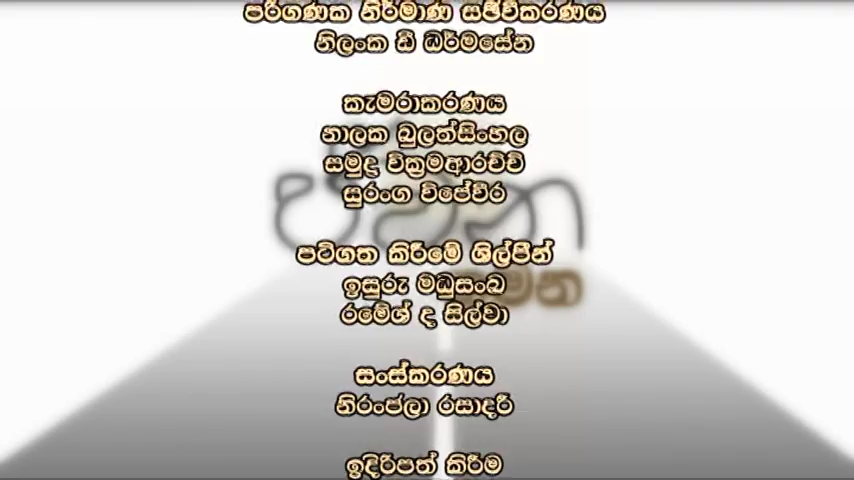 පරිගණක නිර්මාණ සජීවීකරණය
නිලංක ඩී ධර්මසේන
කැමරාකරණය
නාලක බුලත්සිංහල
සමුද්‍ර වික්‍රමආරච්චි
සුරංග විජේවීර
පටිගත කිරීමේ ශිල්පීන්
ඉසුරු මධුසංඛ
රමේශ් ද සිල්වා
සංස්කරණය
නිරංජලා රසාදරී
ඉදිරිපත් කිරීම